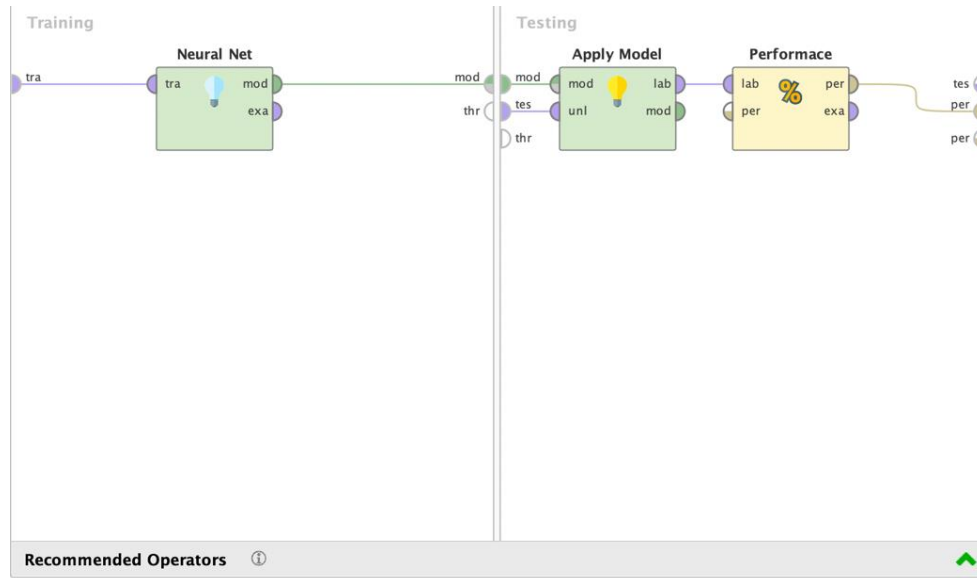 Training
Testing
Neural Net
Apply Model
Performace
tra
tra
mod
exa
mod
thr
mod
tes
thr
mod
unl
lab
mod
lab
per
per
exa
tes
per
per
Recommended Operators